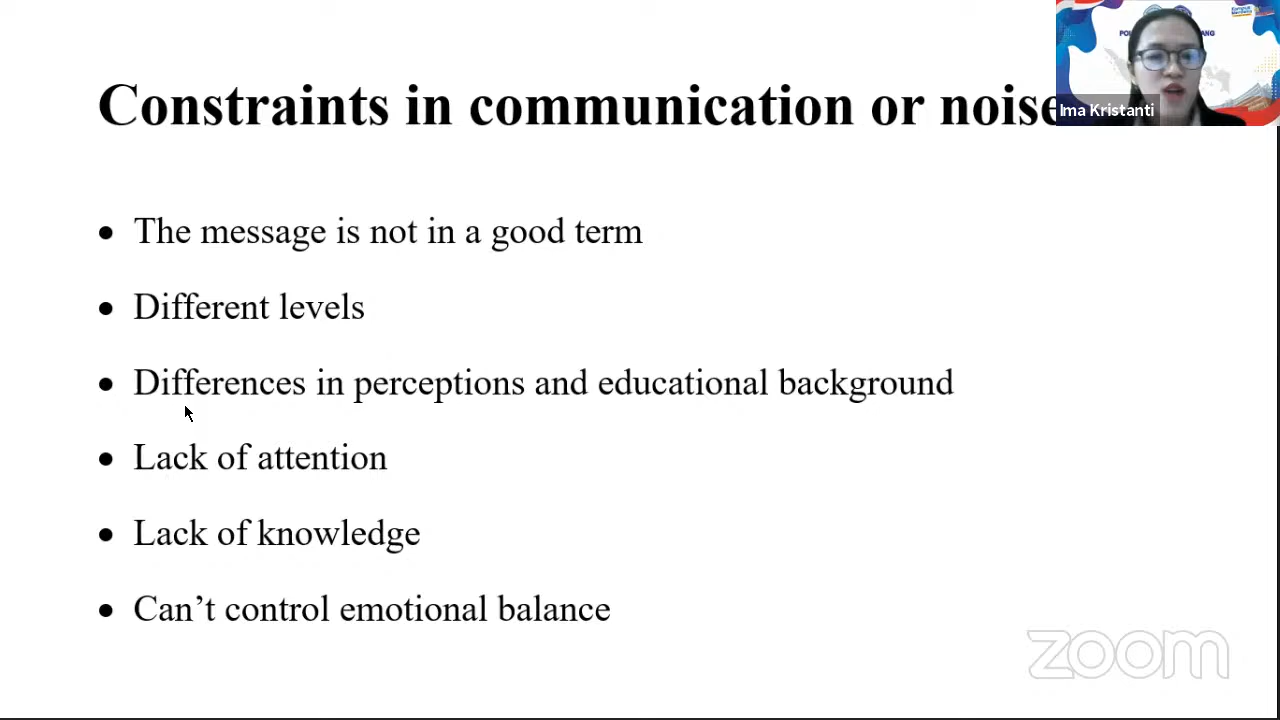 Constraints in communication or noise
Ima Kristanti
• The message is not in a good term
• Different levels
• Differences in perceptions and educational background
• Lack of attention
• Lack of knowledge
• Can’t control emotional balance
zoom